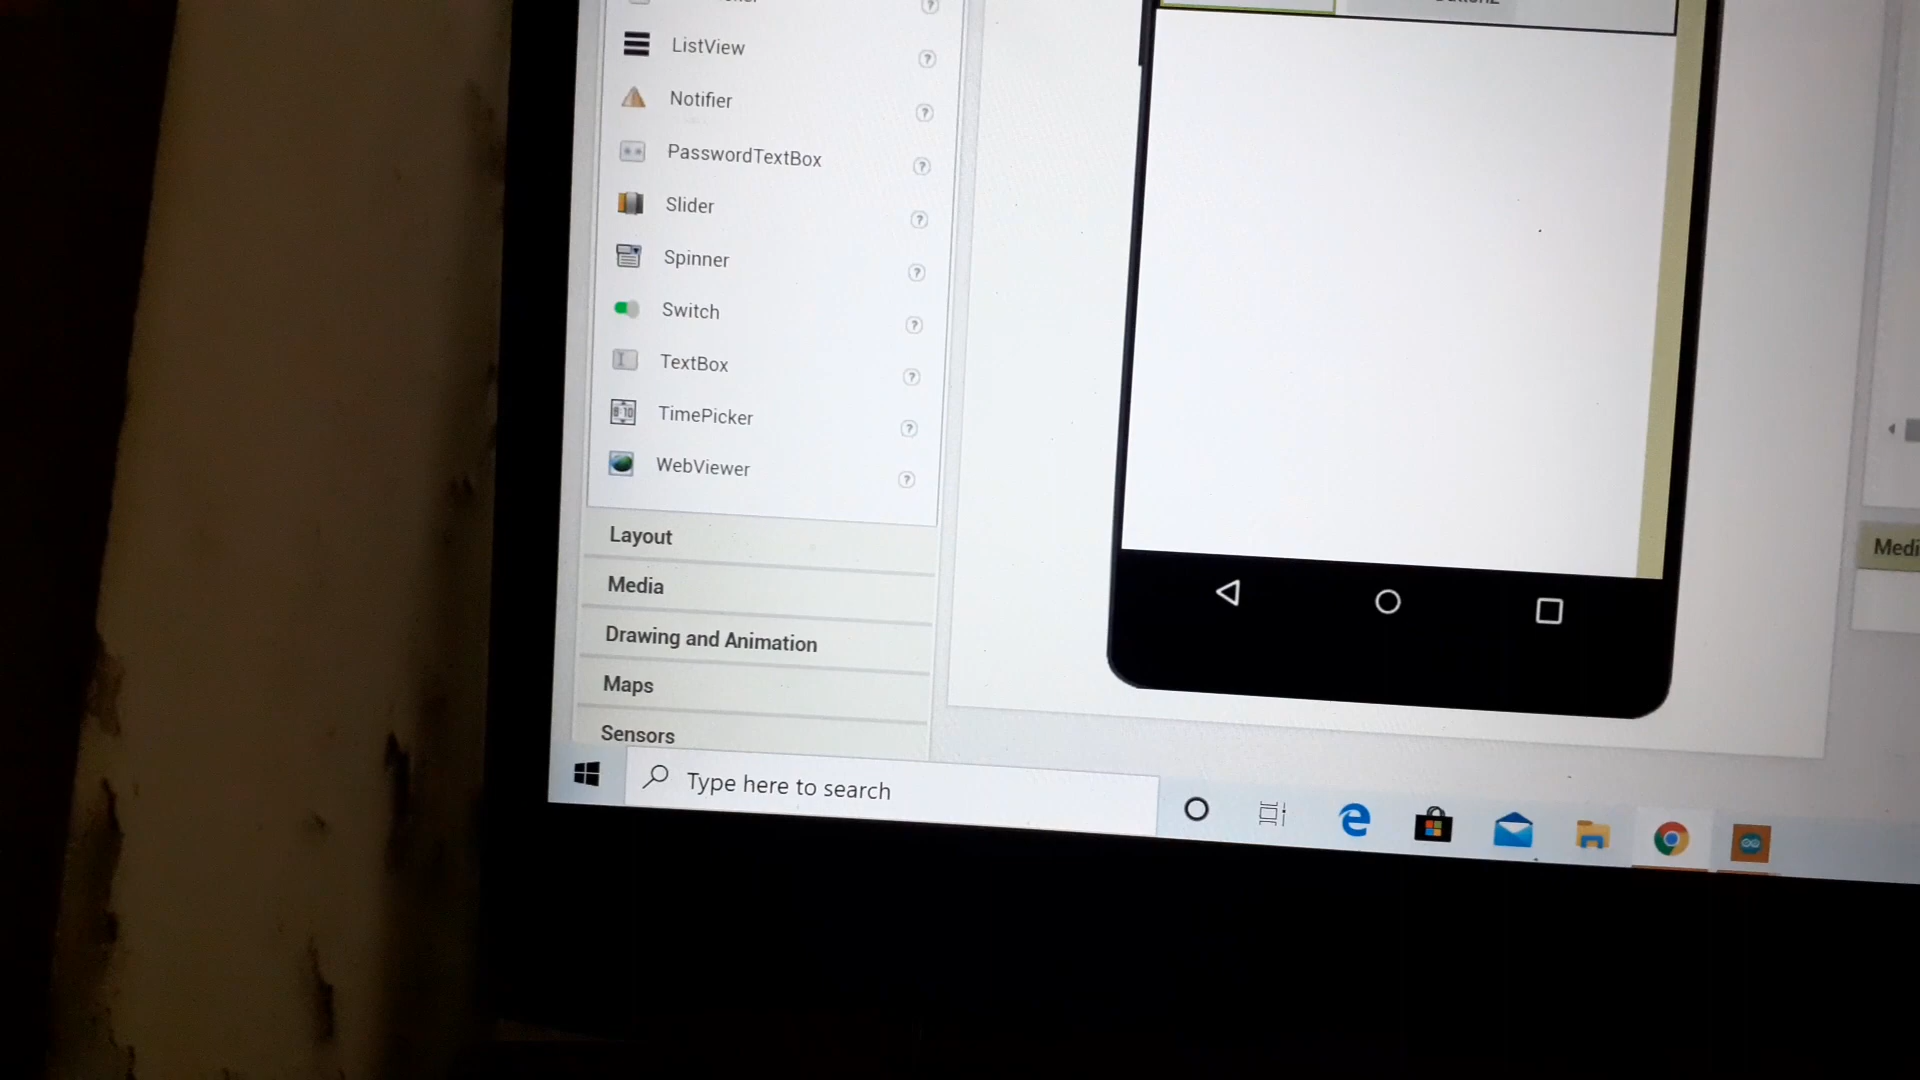 ListView
Notifier
PasswordTextBox
Slider
Spinner
Switch
TextBox
TimePicker
WebViewer
Layout
Media
Drawing and Animation
Maps
Sensors
Medi
Type here to search